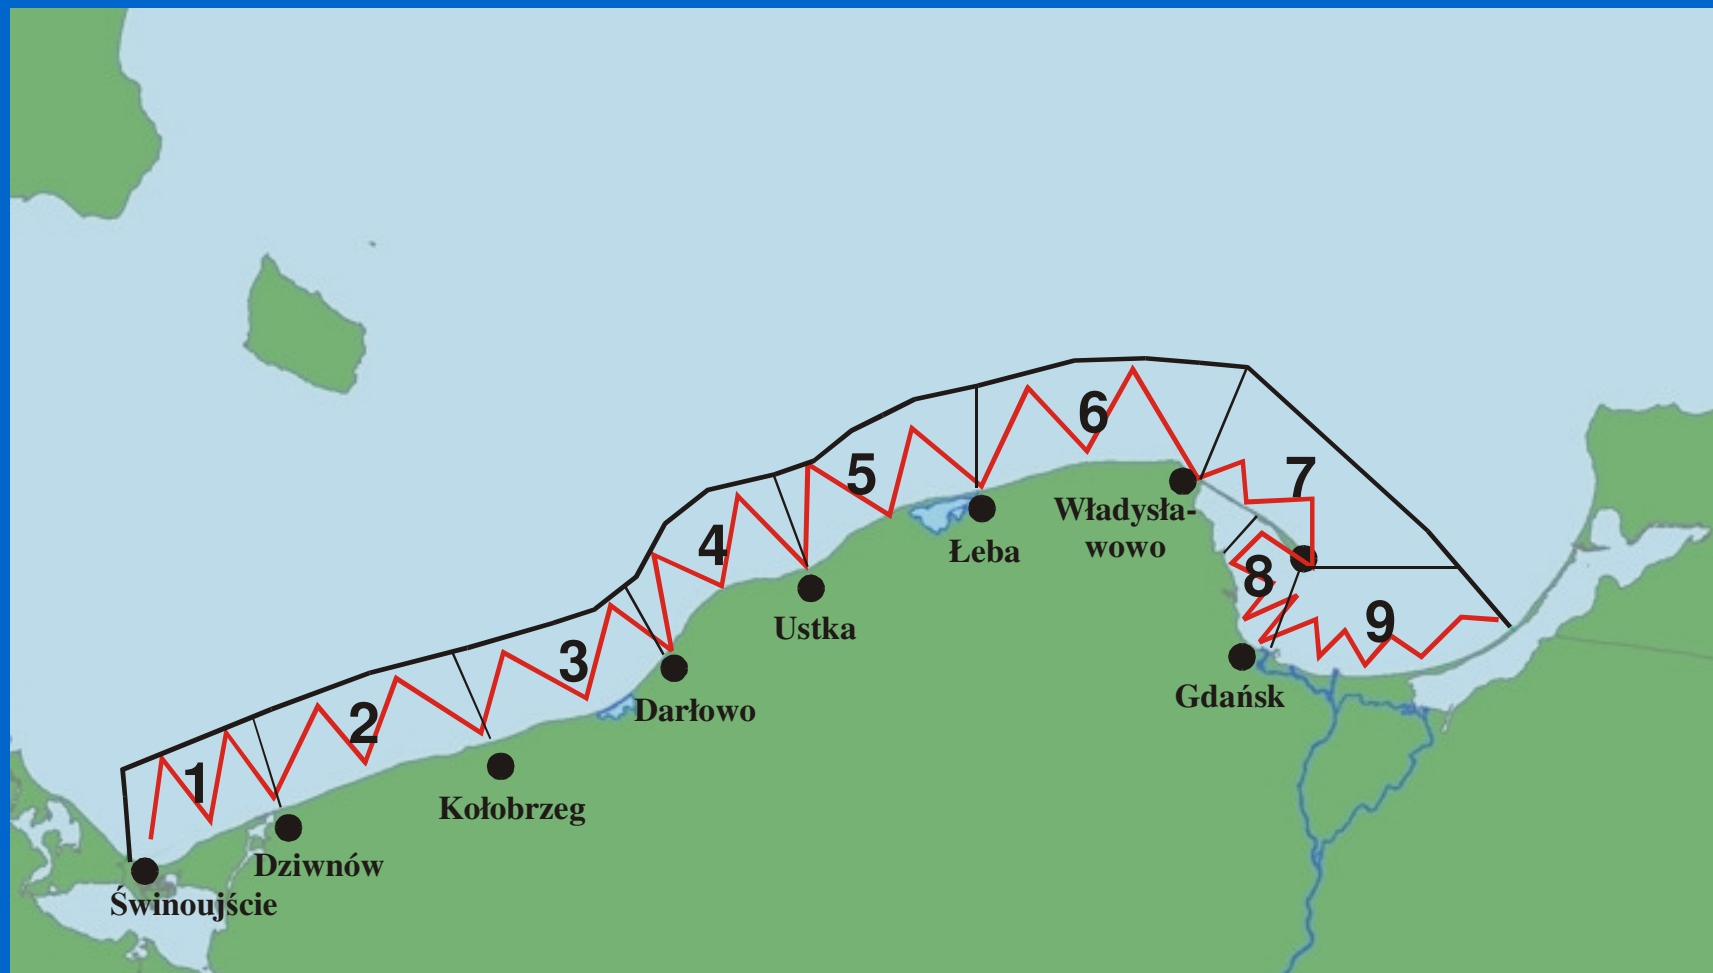 6
7
5
Władysła-
wowo
4
Łeba
8
9
Ustka
3
Gdańsk
2
Darłowo
1
Kołobrzeg
Dziwnów
Świnoujście